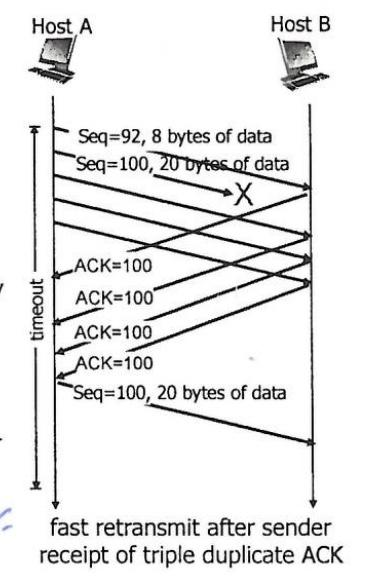 Host A
Host B
Seq=92, 8 bytes of data
Seq=100, 20 bytes of data
X
ACK=100
ACK=100
ACK=100
ACK=100
timeout
Seq=100, 20 bytes of data
fast retransmit after sender
receipt of triple duplicate ACK